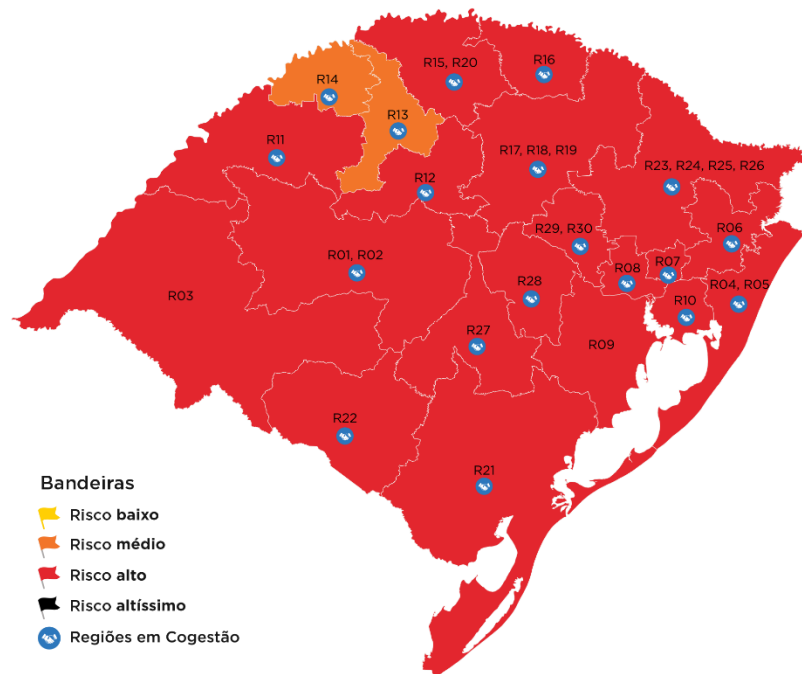 R15, R20
R16
R14
R13
R11
R17, R18, R19
R23, R24, R25, R26
R12
R29, R30
R06
R01, R02
R08
R07
R28
R04, R05
R03
R10
R27
R09
R22
R21
Bandeiras
Risco baixo
Risco médio
Risco alto
Risco altíssimo
Regiões em Cogestão